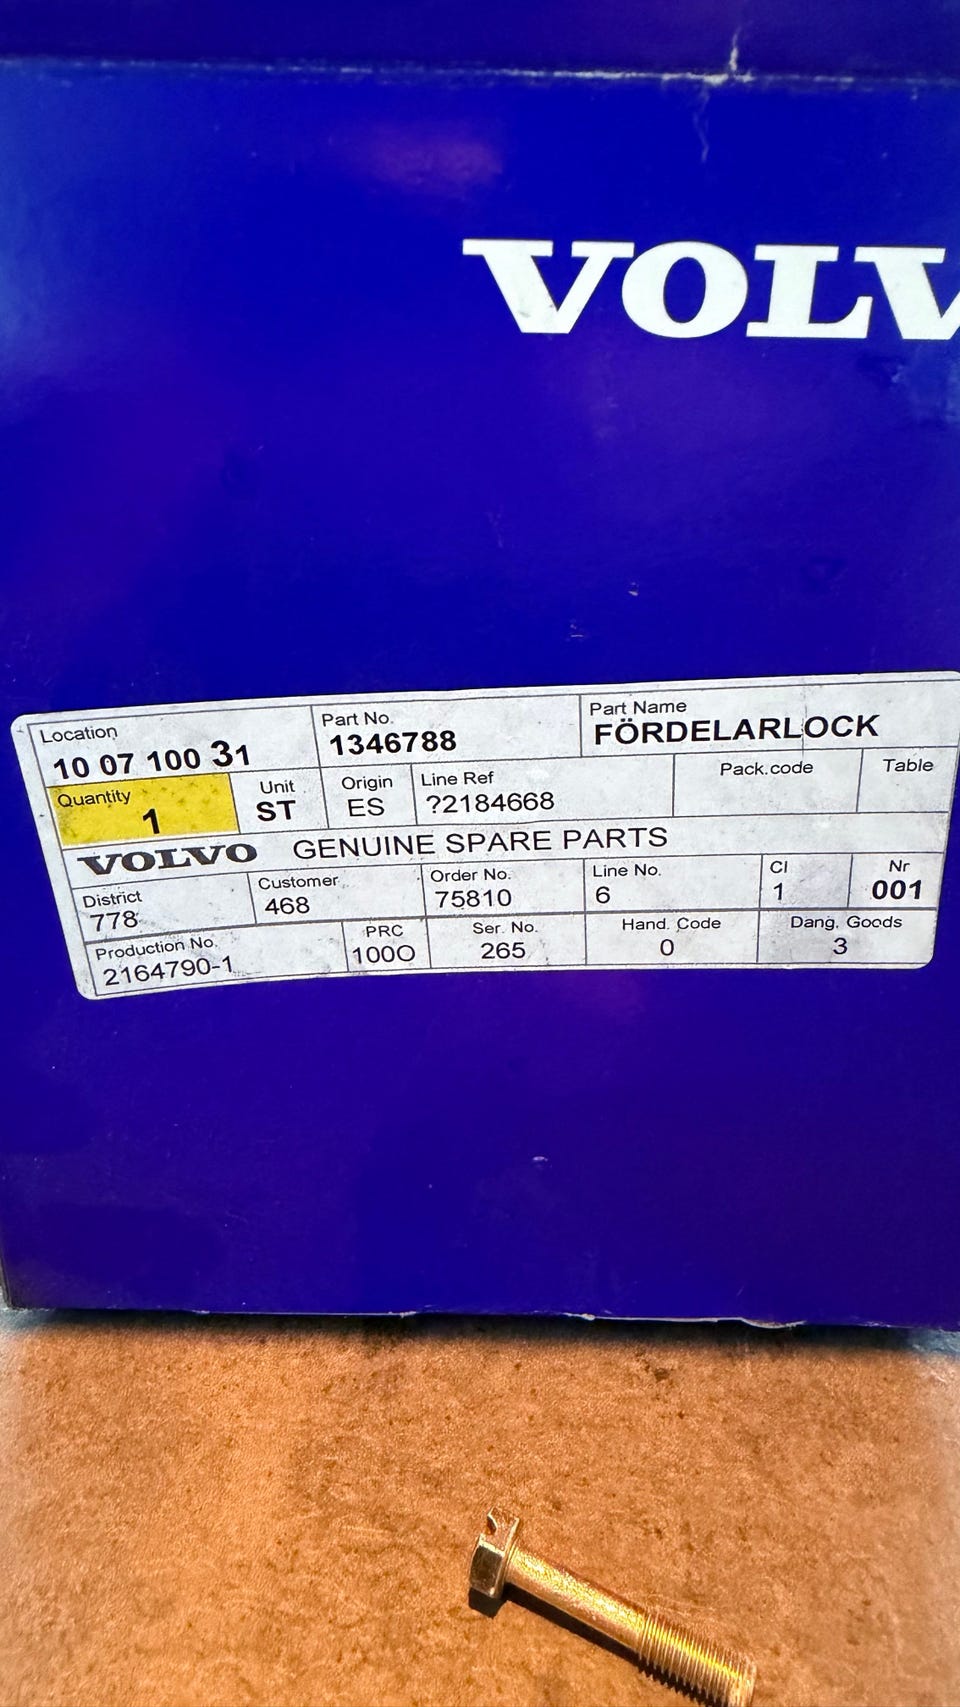 VOLV
Location
10 07 100 31
Part No.
1346788
Part Name
FÖRDELARLOCK
Quantity
1
Unit
ST
Origin
ES
Line Ref
?2184668
Pack.code
Table
VOLVO GENUINE SPARE PARTS
District
778
Customer
468
Order No.
75810
Line No.
6
Cl
1
Nr
001
Production No.
2164790-1
PRC
1000
Ser. No.
265
Hand. Code
0
Dang. Goods
3